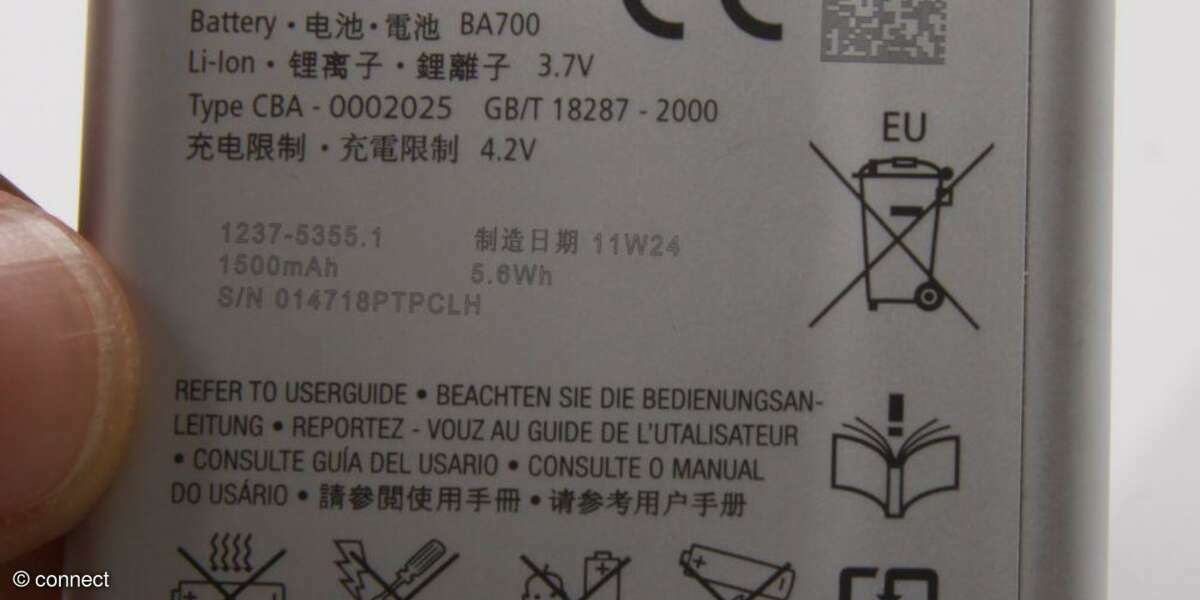 Battery • 电池 • 電池 BA700
Li-Ion • 锂离子 • 鋰離子 3.7V
Type CBA - 0002025 GB/T 18287 - 2000
充电限制 • 充電限制 4.2V
EU
1237-5355.1 制造日期 11W24
1500mAh 5.6Wh
S/N 014718PTPCLH
REFER TO USERGUIDE • BEACHTEN SIE DIE BEDIENUNGSAN-
LEITUNG • REPORTEZ - VOUZ AU GUIDE DE L'UTALISATEUR
• CONSULTE GUÍA DEL USARIO • CONSULTE O MANUAL
DO USÁRIO • 請參閱使用手冊 • 请参考用户手册
© connect